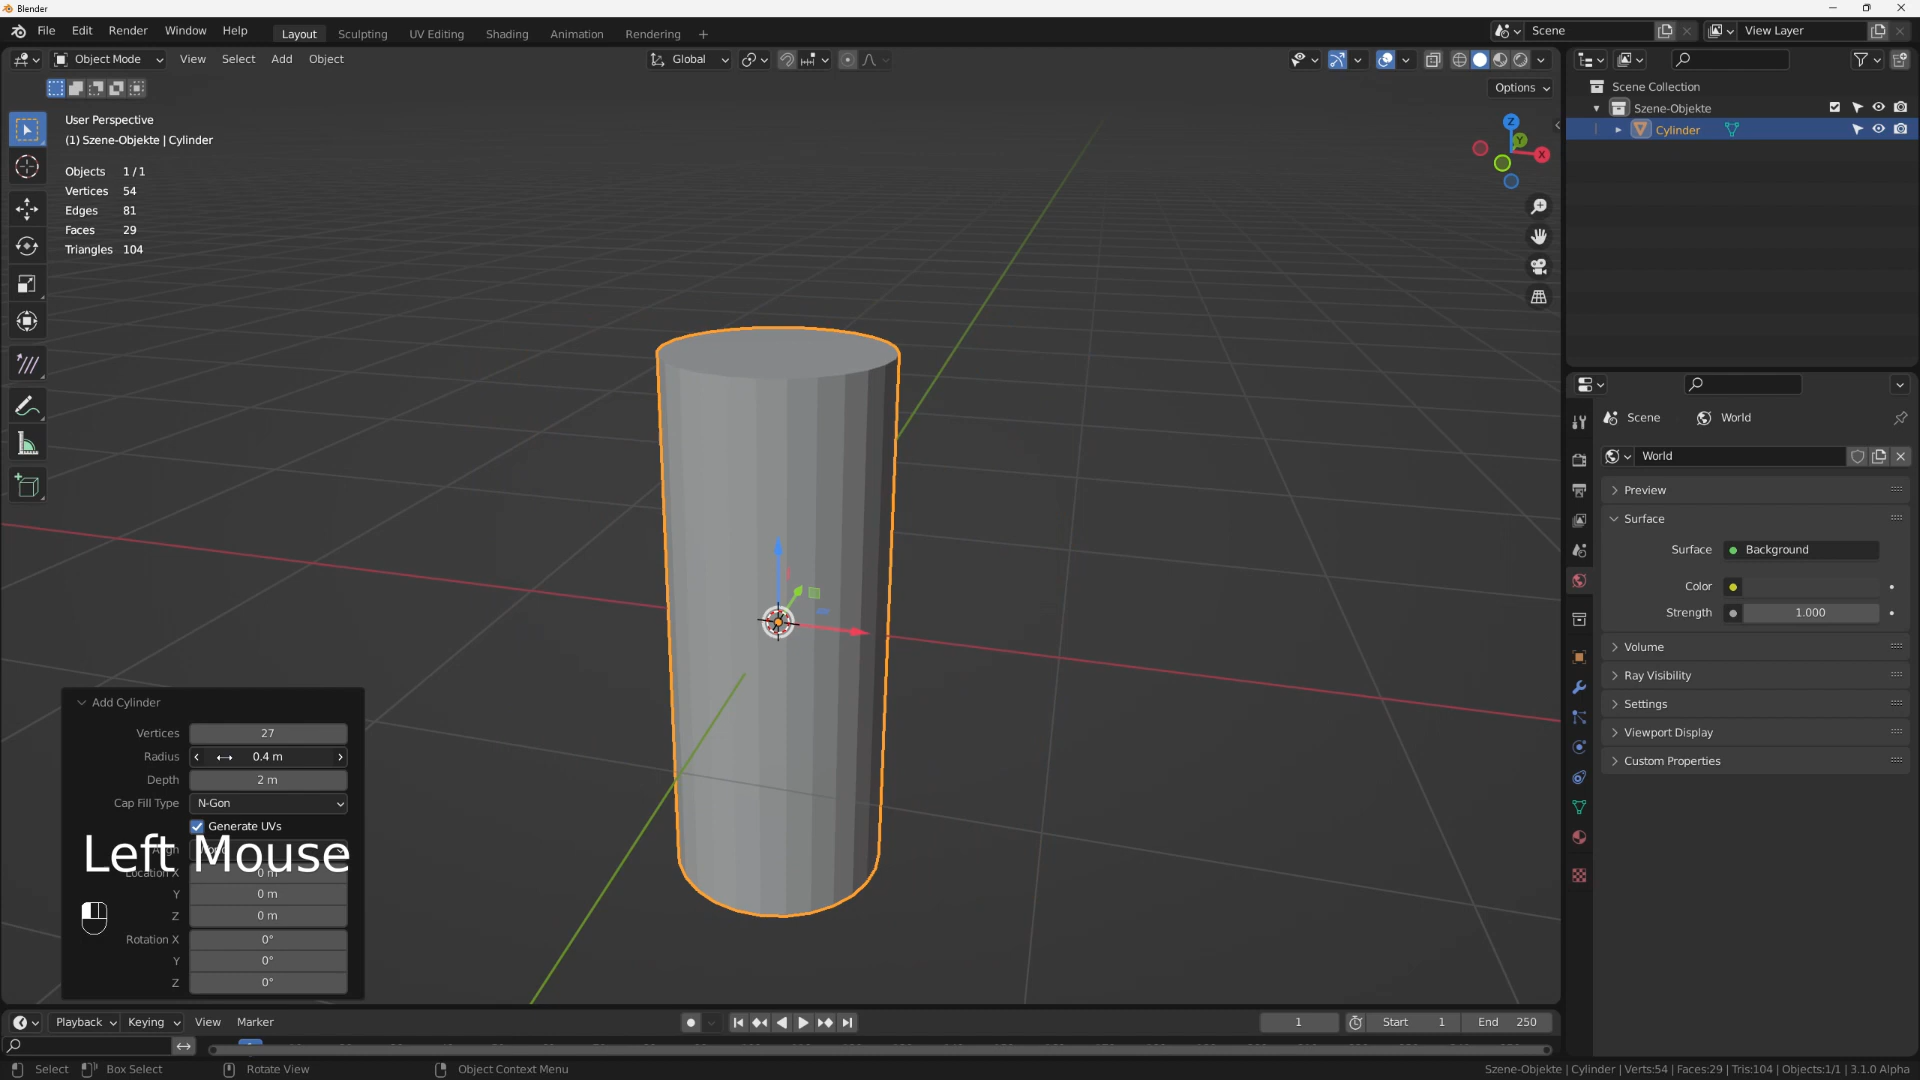 Blender
File Edit Render Window Help Layout Sculpting UV Editing Shading Animation Rendering + Scene View Layer
Object Mode View Select Add Object Global
Options
User Perspective
(1) Szene-Objekte | Cylinder
Objects 1 / 1
Vertices 54
Edges 81
Faces 29
Triangles 104
Z
Y
X
Scene Collection
Szene-Objekte
Cylinder
Scene World
World
Preview
Surface
Surface Background
Color
Strength 1.000
Volume
Ray Visibility
Settings
Viewport Display
Custom Properties
Add Cylinder
Vertices 27
Radius 0.4 m
Depth 2 m
Cap Fill Type N-Gon
Generate UVs
Left Mouse
Location X 0 m
Y 0 m
Z 0 m
Rotation X 0°
Y 0°
Z 0°
Playback Keying View Marker 1 Start 1 End 250
Select Box Select Rotate View Object Context Menu Szene-Objekte | Cylinder | Verts:54 | Faces:29 | Tris:104 | Objects:1/1 | 3.1.0 Alpha